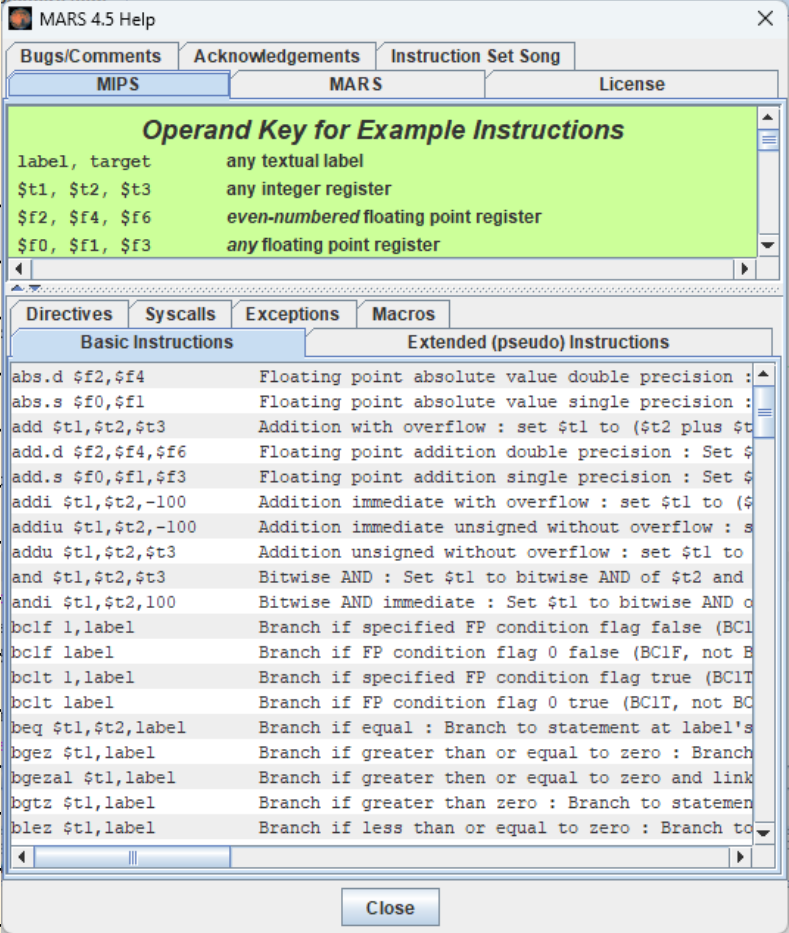 MARS 4.5 Help
Bugs/Comments Acknowledgements Instruction Set Song
MIPS MARS License
Operand Key for Example Instructions
label, target any textual label
$t1, $t2, $t3 any integer register
$f2, $f4, $f6 even-numbered floating point register
$f0, $f1, $f3 any floating point register
Directives Syscalls Exceptions Macros
Basic Instructions Extended (pseudo) Instructions
abs.d $f2,$f4 Floating point absolute value double precision :
abs.s $f0,$f1 Floating point absolute value single precision :
add $t1,$t2,$t3 Addition with overflow : set $t1 to ($t2 plus $t
add.d $f2,$f4,$f6 Floating point addition double precision : Set $
add.s $f0,$f1,$f3 Floating point addition single precision : Set $
addi $t1,$t2,-100 Addition immediate with overflow : set $t1 to ($
addiu $t1,$t2,-100 Addition immediate unsigned without overflow : s
addu $t1,$t2,$t3 Addition unsigned without overflow : set $t1 to
and $t1,$t2,$t3 Bitwise AND : Set $t1 to bitwise AND of $t2 and
andi $t1,$t2,100 Bitwise AND immediate : Set $t1 to bitwise AND o
bc1f 1,label Branch if specified FP condition flag false (BC1
bc1f label Branch if FP condition flag 0 false (BC1F, not B
bc1t 1,label Branch if specified FP condition flag true (BC1T
bc1t label Branch if FP condition flag 0 true (BC1T, not BC
beq $t1,$t2,label Branch if equal : Branch to statement at label's
bgez $t1,label Branch if greater than or equal to zero : Branch
bgezal $t1,label Branch if greater then or equal to zero and link
bgtz $t1,label Branch if greater than zero : Branch to statemen
blez $t1,label Branch if less than or equal to zero : Branch to
Close